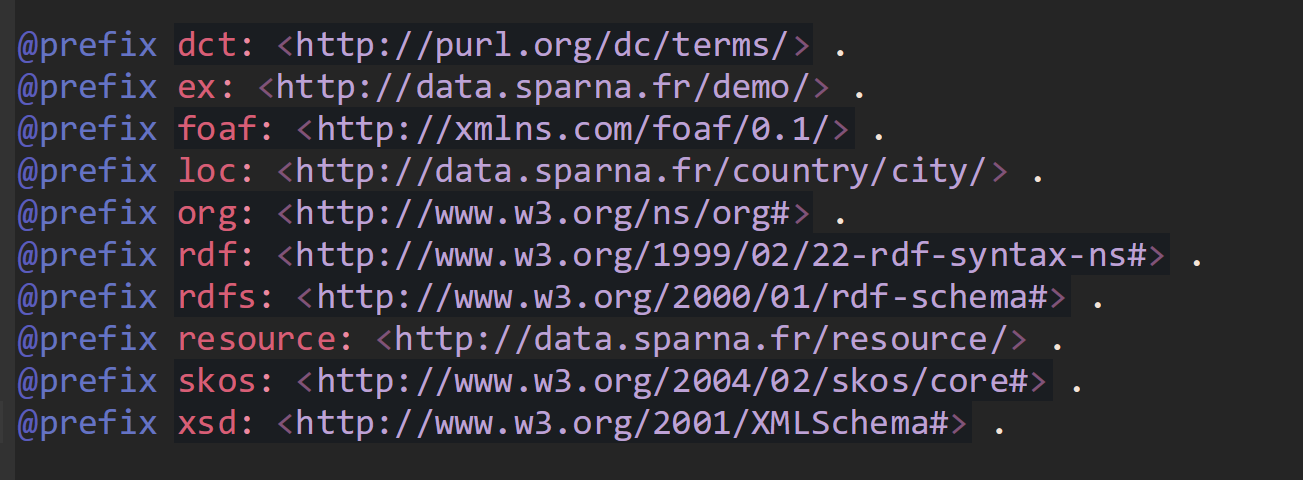 @prefix dct: <http://purl.org/dc/terms/> .
@prefix ex: <http://data.sparna.fr/demo/> .
@prefix foaf: <http://xmlns.com/foaf/0.1/> .
@prefix loc: <http://data.sparna.fr/country/city/> .
@prefix org: <http://www.w3.org/ns/org#> .
@prefix rdf: <http://www.w3.org/1999/02/22-rdf-syntax-ns#> .
@prefix rdfs: <http://www.w3.org/2000/01/rdf-schema#> .
@prefix resource: <http://data.sparna.fr/resource/> .
@prefix skos: <http://www.w3.org/2004/02/skos/core#> .
@prefix xsd: <http://www.w3.org/2001/XMLSchema#> .